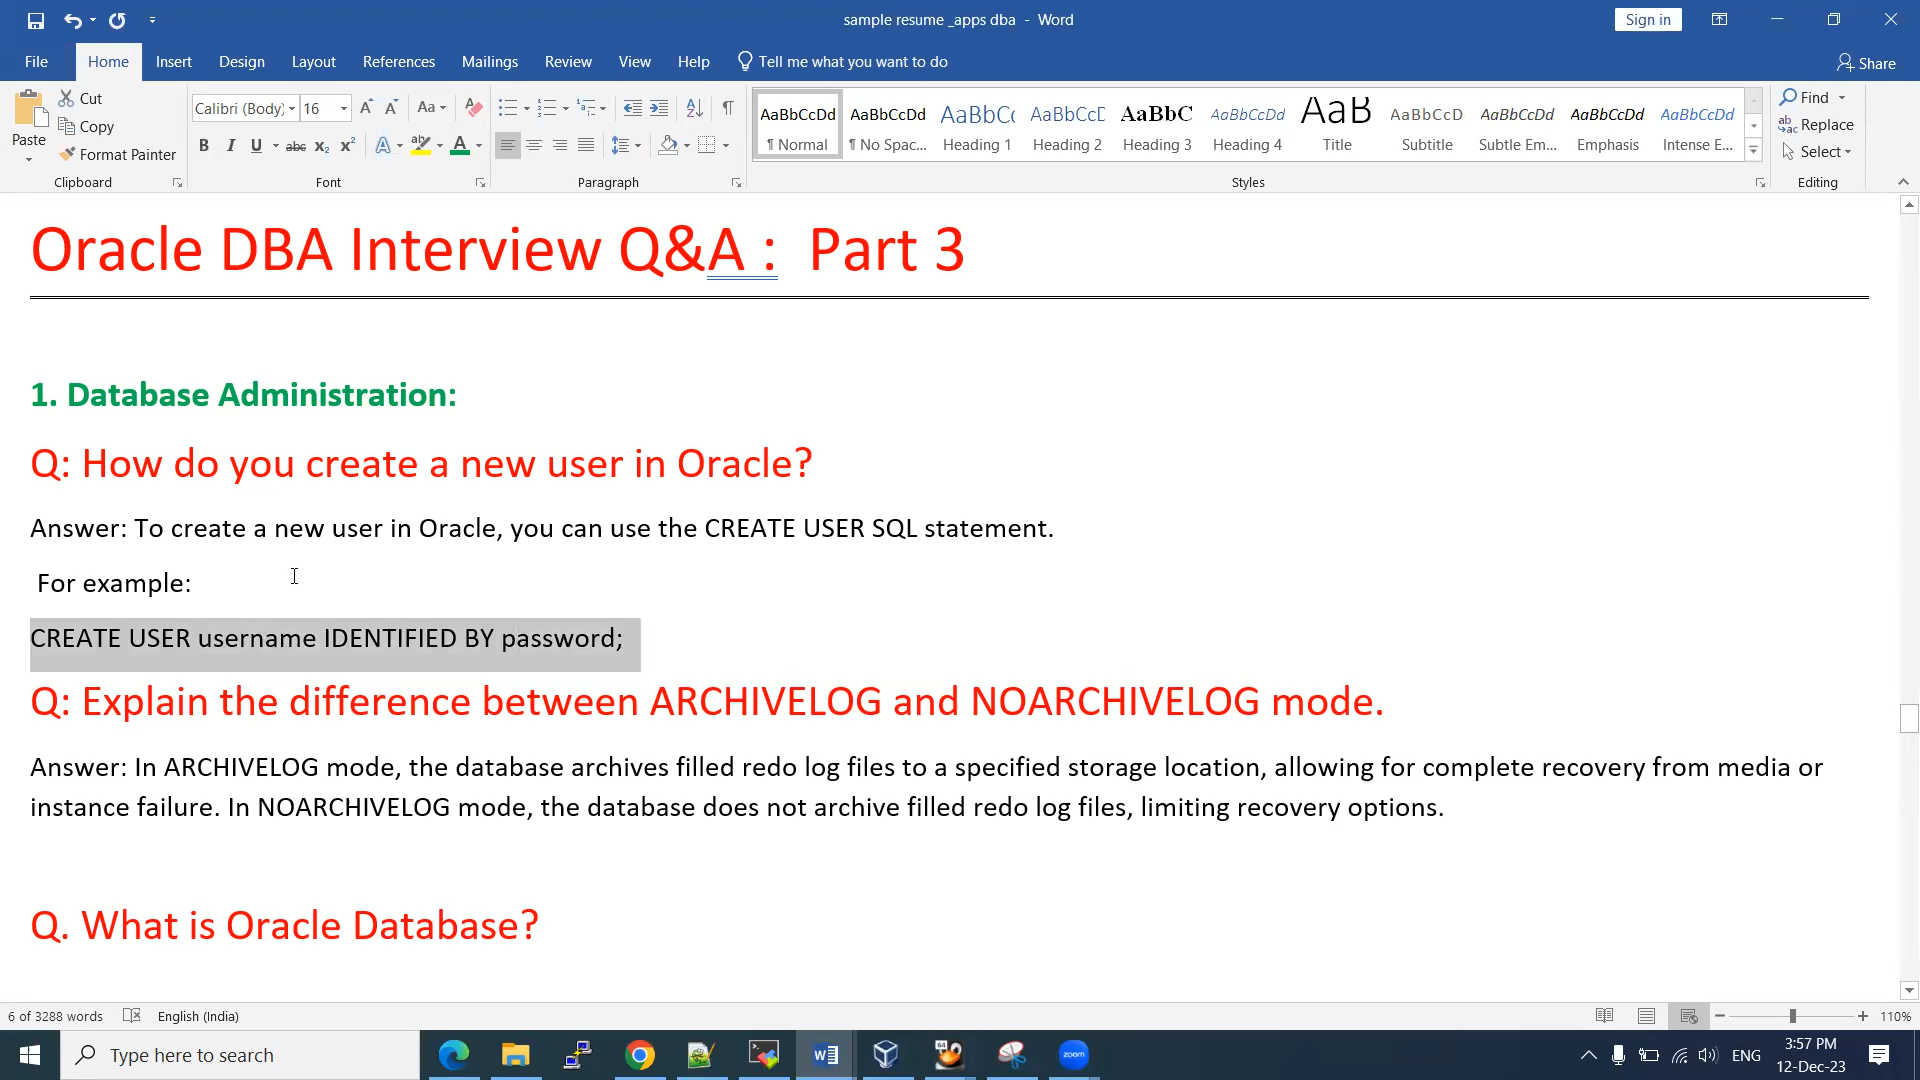 sample resume _apps dba - Word
Sign in
File Home Insert Design Layout References Mailings Review View Help Tell me what you want to do Share
Paste Cut Copy Format Painter Clipboard
Calibri (Body) 16 Aa
B I U abc X₂ X² A A A
Font
Paragraph
AaBbCcDd AaBbCcDd AaBbCc AaBbCcD AaBbC AaBbCcDd AaB AaBbCcD AaBbCcDd AaBbCcDd AaBbCcDd
¶ Normal ¶ No Spac... Heading 1 Heading 2 Heading 3 Heading 4 Title Subtitle Subtle Em... Emphasis Intense E...
Styles
Find
Replace
Select
Editing
Oracle DBA Interview Q&A : Part 3
1. Database Administration:
Q: How do you create a new user in Oracle?
Answer: To create a new user in Oracle, you can use the CREATE USER SQL statement.
For example:
CREATE USER username IDENTIFIED BY password;
Q: Explain the difference between ARCHIVELOG and NOARCHIVELOG mode.
Answer: In ARCHIVELOG mode, the database archives filled redo log files to a specified storage location, allowing for complete recovery from media or
instance failure. In NOARCHIVELOG mode, the database does not archive filled redo log files, limiting recovery options.
Q. What is Oracle Database?
6 of 3288 words English (India) 110%
Type here to search
zoom
ENG
3:57 PM
12-Dec-23